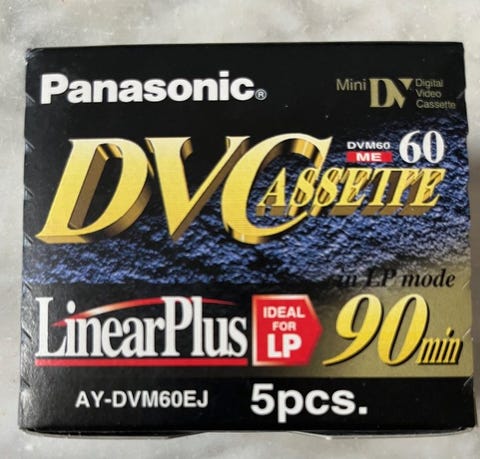 Panasonic®
Mini DV Digital Video Cassette
DVM60
ME 60
DVCASSETTE
in LP mode
LinearPlus
IDEAL FOR LP
90min
AY-DVM60EJ 5pcs.